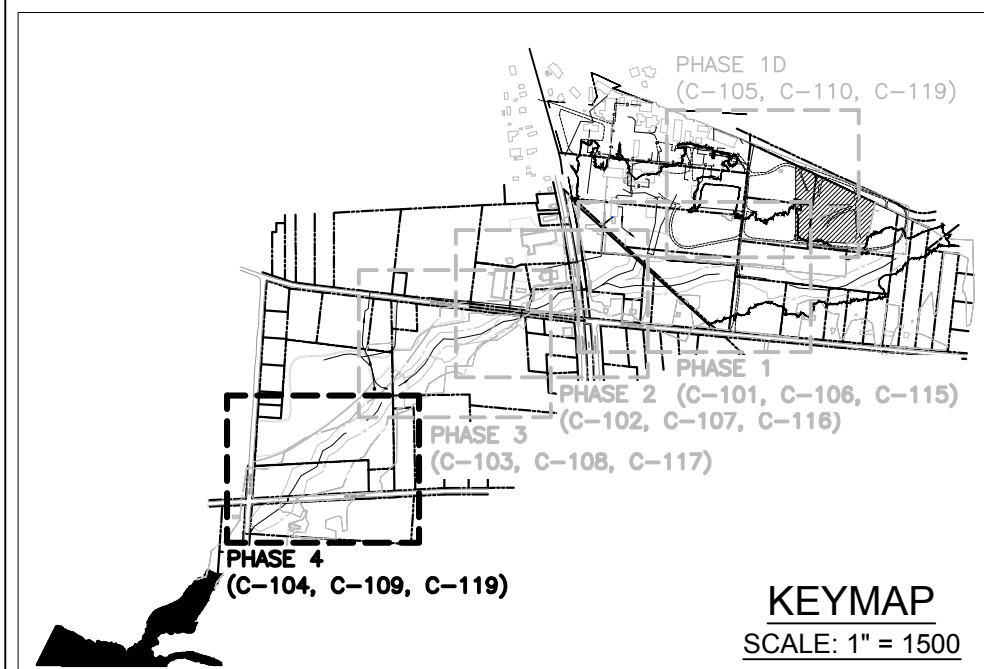 PHASE 1D
(C-105, C-110, C-119)
PHASE 1
(C-101, C-106, C-115)
PHASE 2
(C-102, C-107, C-116)
PHASE 3
(C-103, C-108, C-117)
PHASE 4
(C-104, C-109, C-119)
KEYMAP
SCALE: 1" = 1500